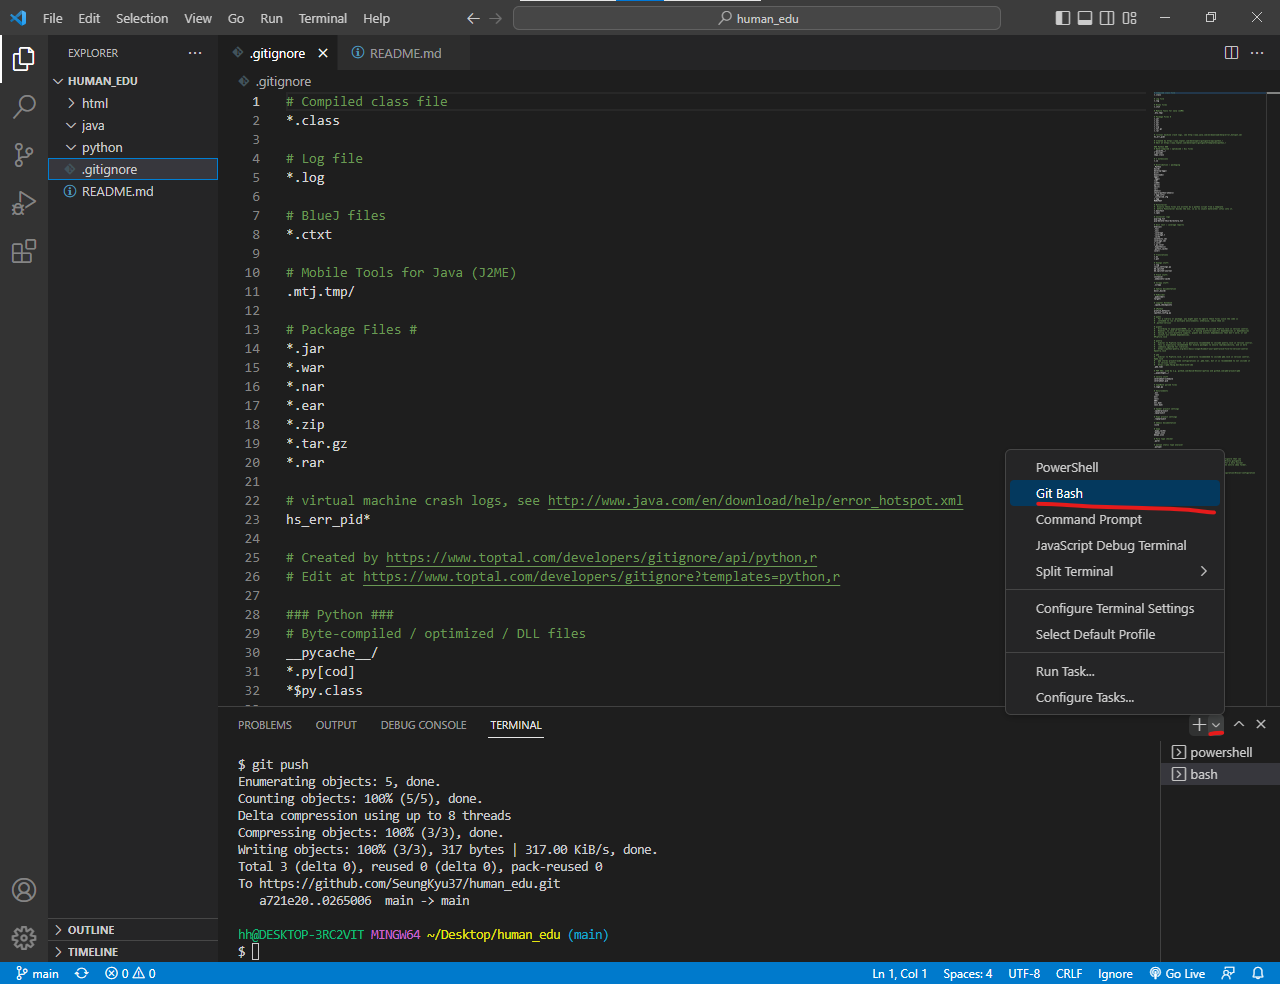 File Edit Selection View Go Run Terminal Help
human_edu
EXPLORER
HUMAN_EDU
html
java
python
.gitignore
README.md
OUTLINE
TIMELINE
.gitignore
README.md
.gitignore
1 # Compiled class file
2 *.class
3
4 # Log file
5 *.log
6
7 # BlueJ files
8 *.ctxt
9
10 # Mobile Tools for Java (J2ME)
11 .mtj.tmp/
12
13 # Package Files #
14 *.jar
15 *.war
16 *.nar
17 *.ear
18 *.zip
19 *.tar.gz
20 *.rar
21
22 # virtual machine crash logs, see http://www.java.com/en/download/help/error_hotspot.xml
23 hs_err_pid*
24
25 # Created by https://www.toptal.com/developers/gitignore/api/python,r
26 # Edit at https://www.toptal.com/developers/gitignore?templates=python,r
27
28 ### Python ###
29 # Byte-compiled / optimized / DLL files
30 __pycache__/
31 *.py[cod]
32 *$py.class
PowerShell
Git Bash
Command Prompt
JavaScript Debug Terminal
Split Terminal
Configure Terminal Settings
Select Default Profile
Run Task...
Configure Tasks...
PROBLEMS OUTPUT DEBUG CONSOLE TERMINAL
$ git push
Enumerating objects: 5, done.
Counting objects: 100% (5/5), done.
Delta compression using up to 8 threads
Compressing objects: 100% (3/3), done.
Writing objects: 100% (3/3), 317 bytes | 317.00 KiB/s, done.
Total 3 (delta 0), reused 0 (delta 0), pack-reused 0
To https://github.com/SeungKyu37/human_edu.git
a721e20..0265006 main -> main
hh@DESKTOP-3RC2VIT MINGW64 ~/Desktop/human_edu (main)
$
powershell
bash
main 0 0 Ln 1, Col 1 Spaces: 4 UTF-8 CRLF Ignore Go Live